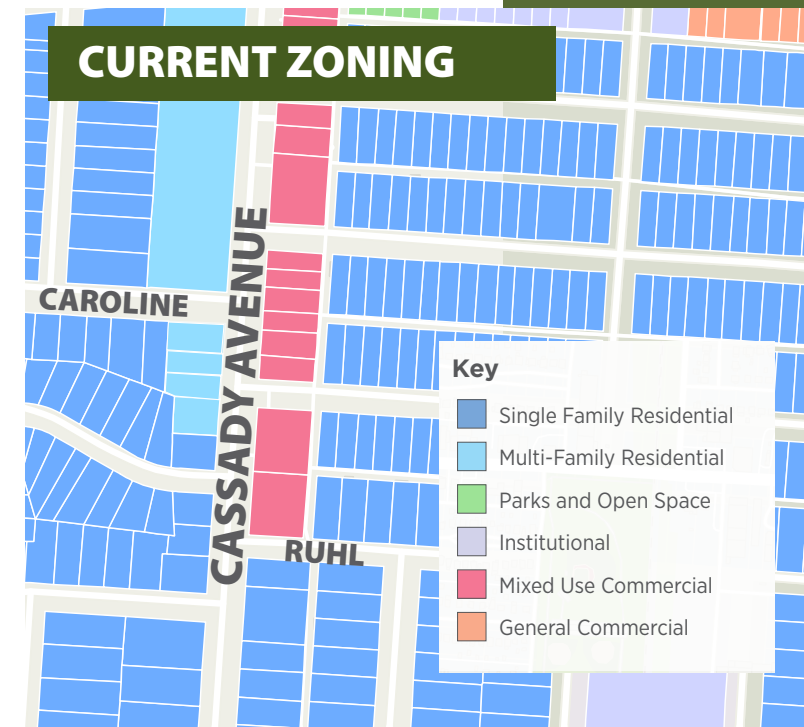 CURRENT ZONING
CASSADY AVENUE
CAROLINE
RUHL
Key
Single Family Residential
Multi-Family Residential
Parks and Open Space
Institutional
Mixed Use Commercial
General Commercial